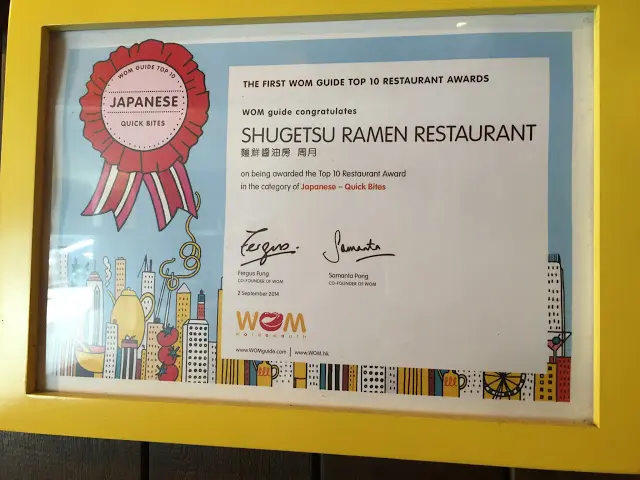 WOM GUIDE TOP 10
JAPANESE
QUICK BITES
THE FIRST WOM GUIDE TOP 10 RESTAURANT AWARDS
WOM guide congratulates
SHUGETSU RAMEN RESTAURANT
麵鮮醬油房 周月
on being awarded the Top 10 Restaurant Award
in the category of Japanese – Quick Bites
Fergus.
Samanta
Fergus Fung
CO-FOUNDER OF WOM
Samanta Pong
CO-FOUNDER OF WOM
2 September 2014
WOM
wordofmouth
www.WOMguide.com | www.WOM.hk